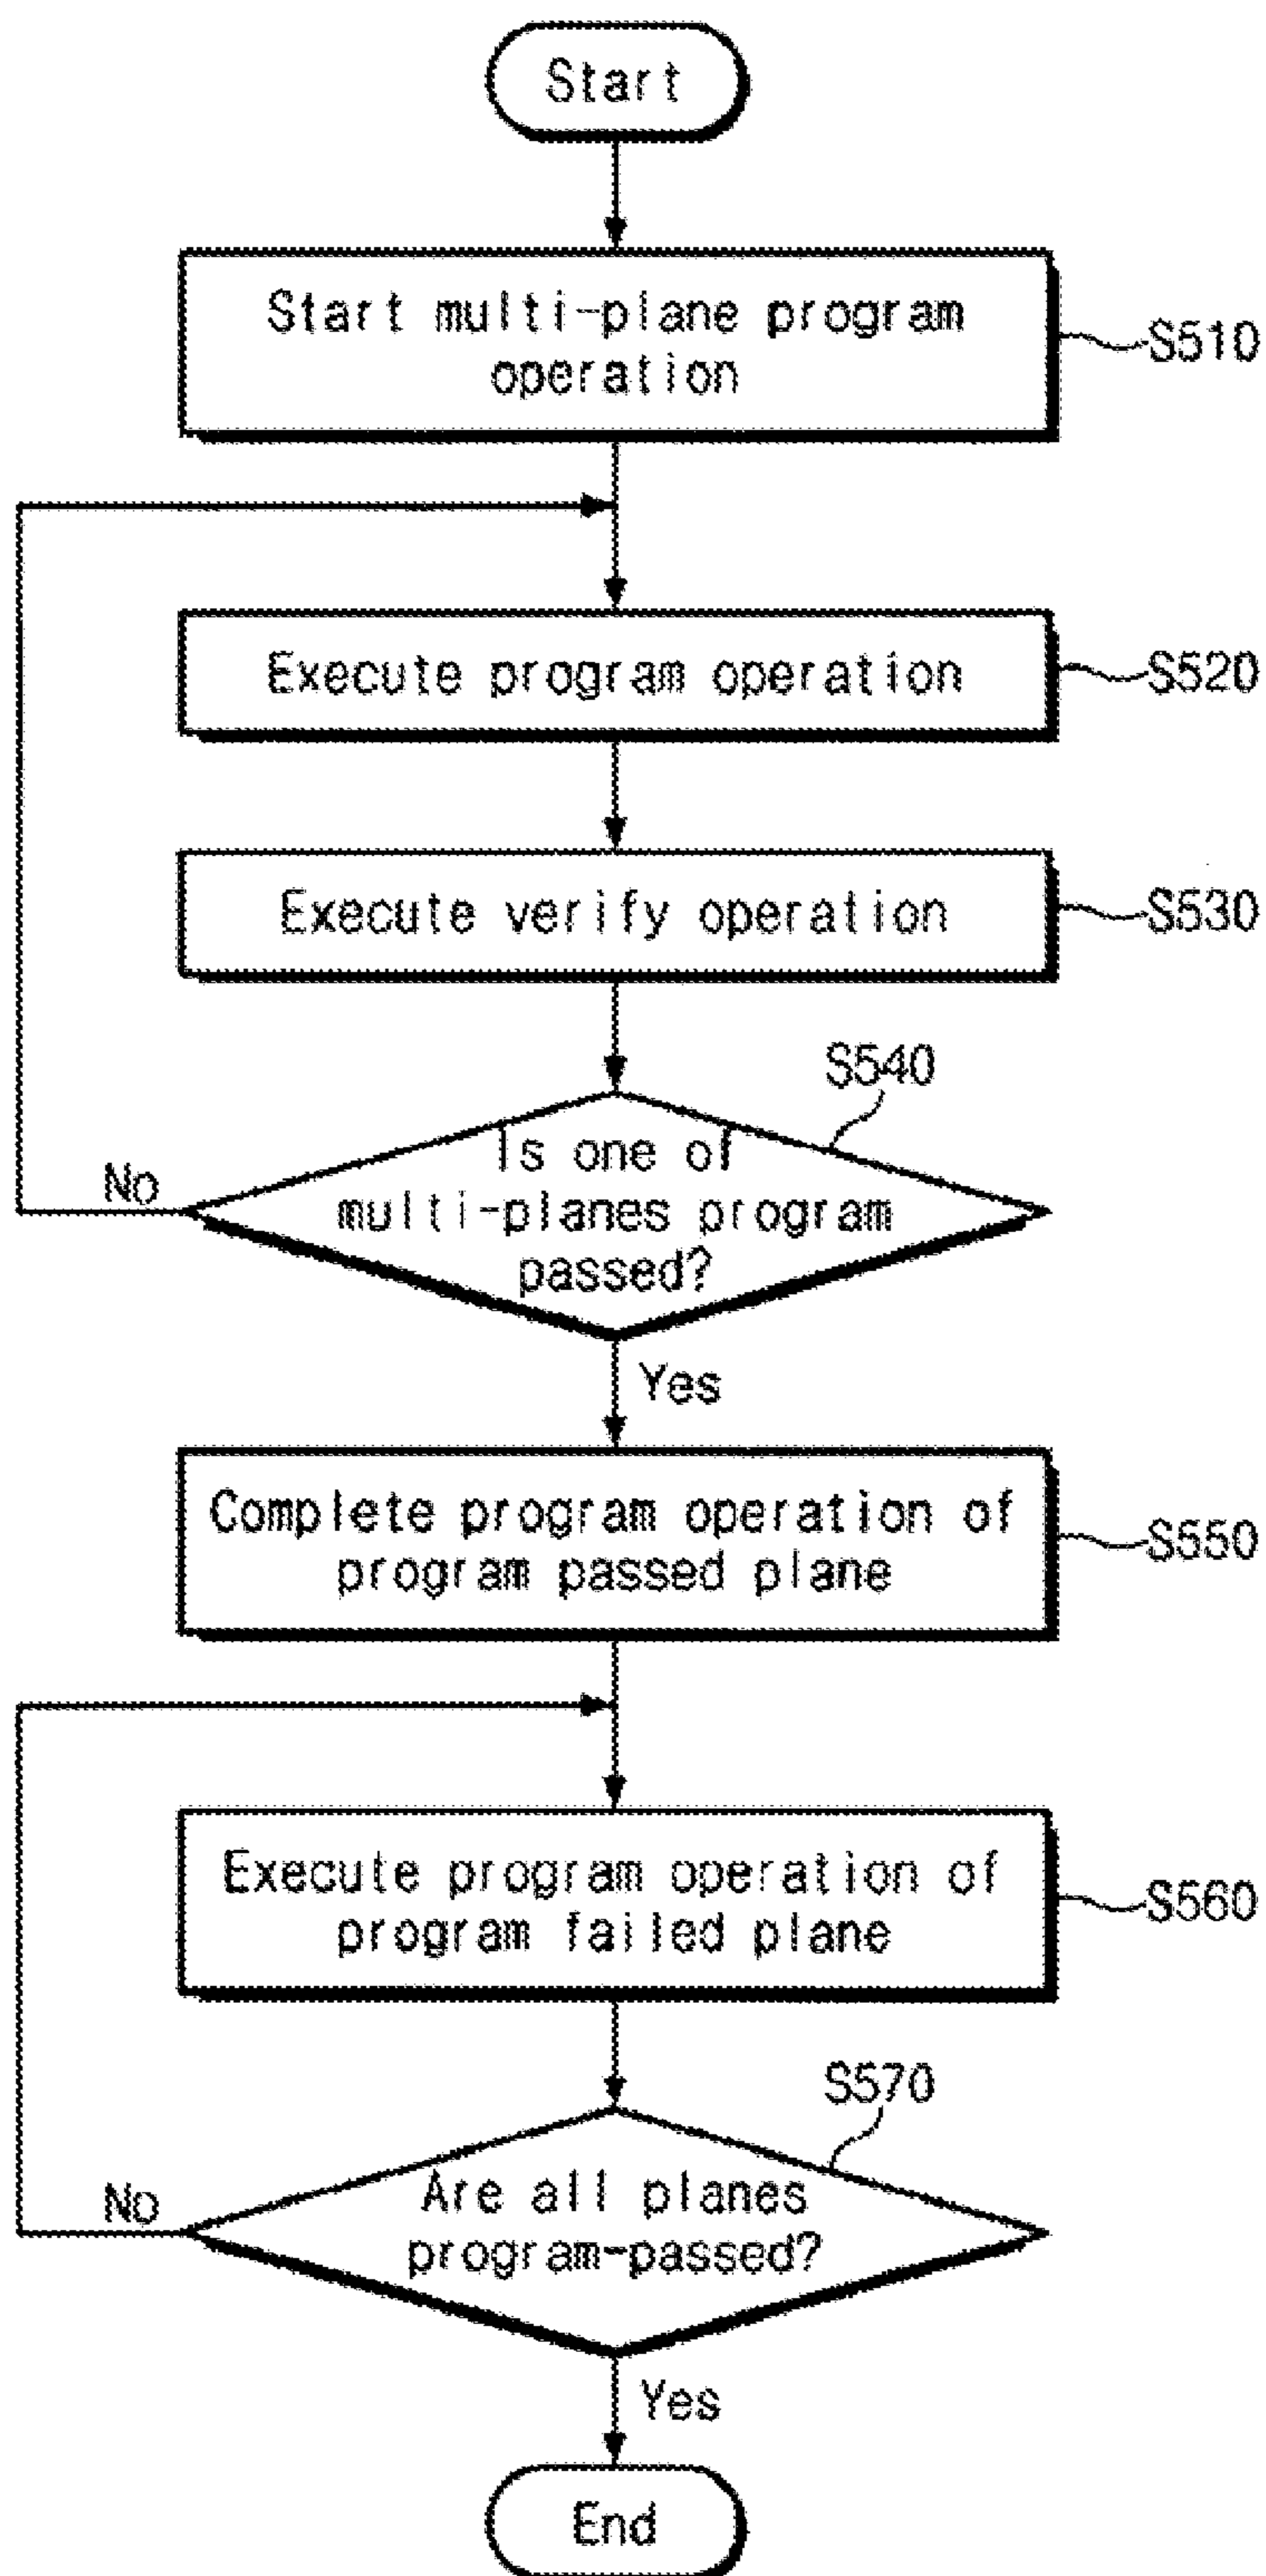 Start
Start multi-plane program
operation
S510
Execute program operation
S520
Execute verify operation
S530
S540
Is one of
multi-planes program
passed?
No
Yes
Complete program operation of
program passed plane
S550
Execute program operation of
program failed plane
S560
S570
Are all planes
program-passed?
No
Yes
End